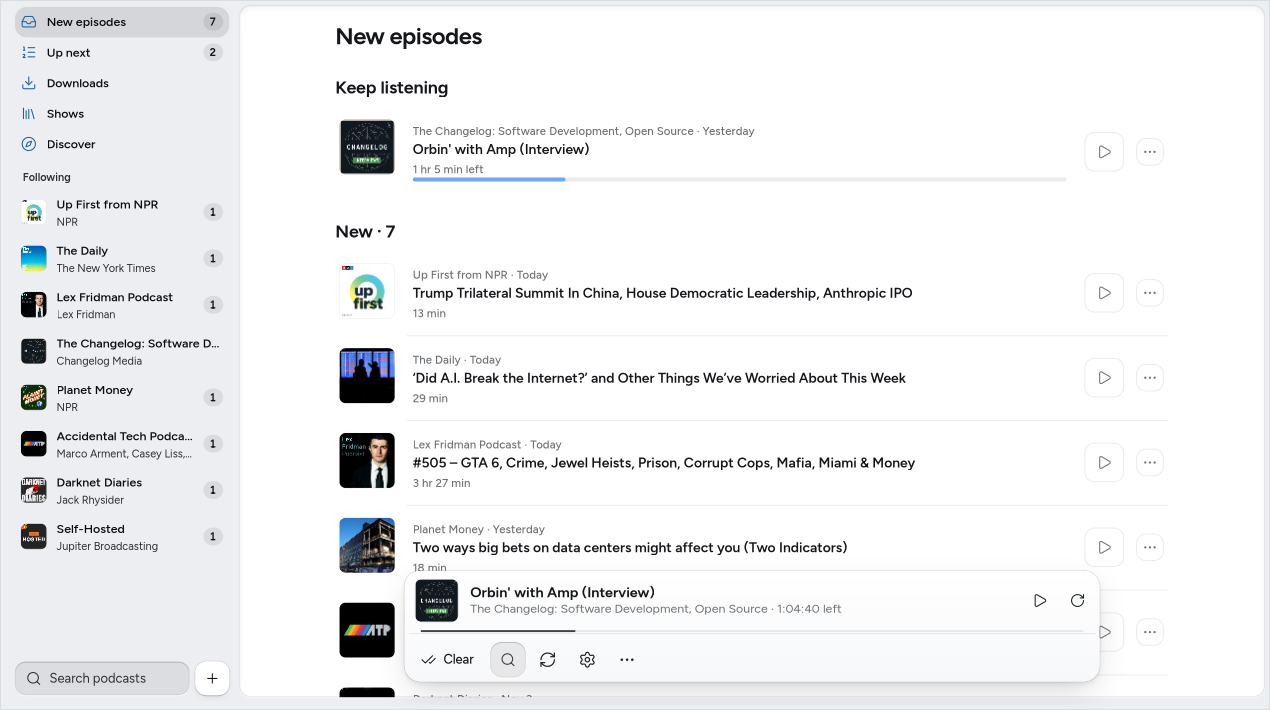 New episodes
7
Up next
2
Downloads
Shows
Discover
Following
Up First from NPR
NPR
1
The Daily
The New York Times
1
Lex Fridman Podcast
Lex Fridman
1
The Changelog: Software D...
Changelog Media
Planet Money
NPR
1
Accidental Tech Podca...
Marco Arment, Casey Liss,...
1
Darknet Diaries
Jack Rhysider
1
Self-Hosted
Jupiter Broadcasting
1
Search podcasts
New episodes
Keep listening
CHANGELOG
The Changelog: Software Development, Open Source · Yesterday
Orbin' with Amp (Interview)
1 hr 5 min left
New · 7
up first
Up First from NPR · Today
Trump Trilateral Summit In China, House Democratic Leadership, Anthropic IPO
13 min
The Daily · Today
‘Did A.I. Break the Internet?’ and Other Things We’ve Worried About This Week
29 min
Lex Fridman Podcast
Lex Fridman Podcast · Today
#505 – GTA 6, Crime, Jewel Heists, Prison, Corrupt Cops, Mafia, Miami & Money
3 hr 27 min
Planet Money · Yesterday
Two ways big bets on data centers might affect you (Two Indicators)
18 min
ATP
CHANGELOG
Orbin' with Amp (Interview)
The Changelog: Software Development, Open Source · 1:04:40 left
Clear